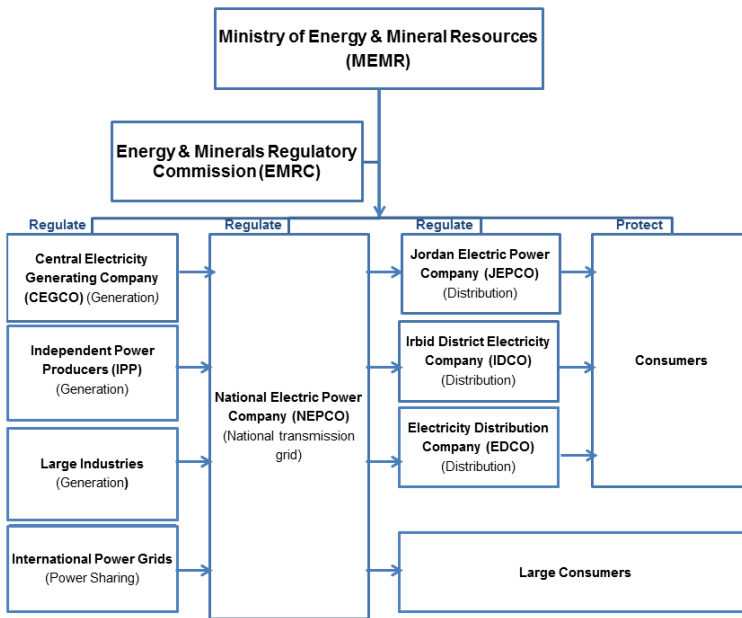 Ministry of Energy & Mineral Resources
(MEMR)
Energy & Minerals Regulatory
Commission (EMRC)
Regulate
Regulate
Regulate
Protect
Central Electricity
Generating Company
(CEGCO) (Generation)
Independent Power
Producers (IPP)
(Generation)
Large Industries
(Generation)
International Power Grids
(Power Sharing)
National Electric Power
Company (NEPCO)
(National transmission
grid)
Jordan Electric Power
Company (JEPCO)
(Distribution)
Irbid District Electricity
Company (IDCO)
(Distribution)
Electricity Distribution
Company (EDCO)
(Distribution)
Consumers
Large Consumers